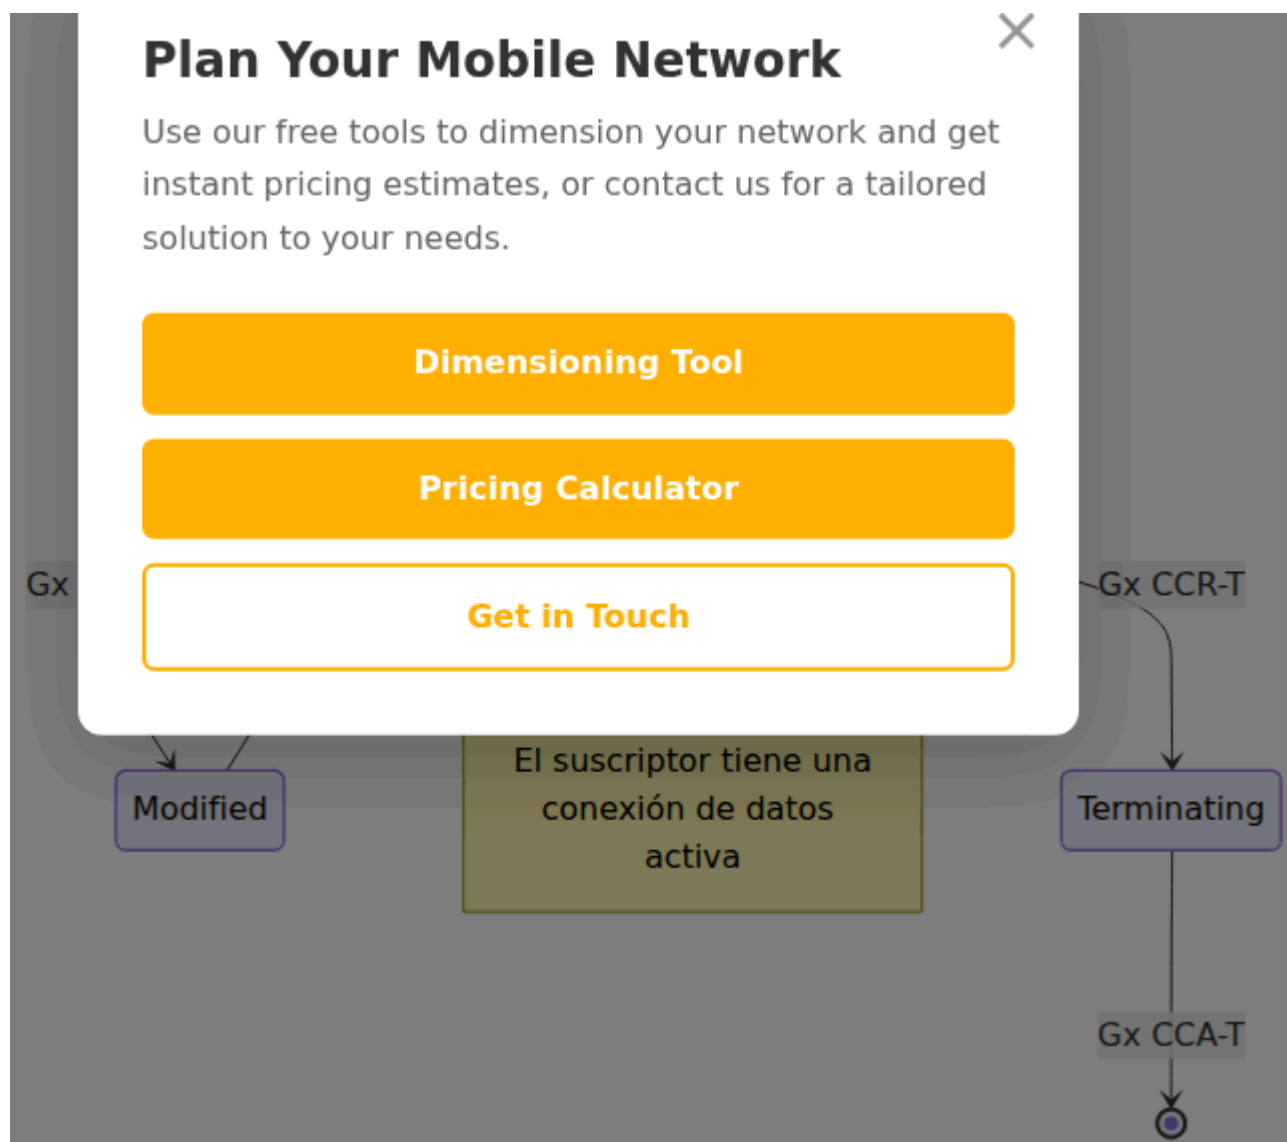 Plan Your Mobile Network
Use our free tools to dimension your network and get
instant pricing estimates, or contact us for a tailored
solution to your needs.
Dimensioning Tool
Pricing Calculator
Gx
Gx CCR-T
Get in Touch
El suscriptor tiene una
conexión de datos
activa
Modified
Terminating
Gx CCA-T